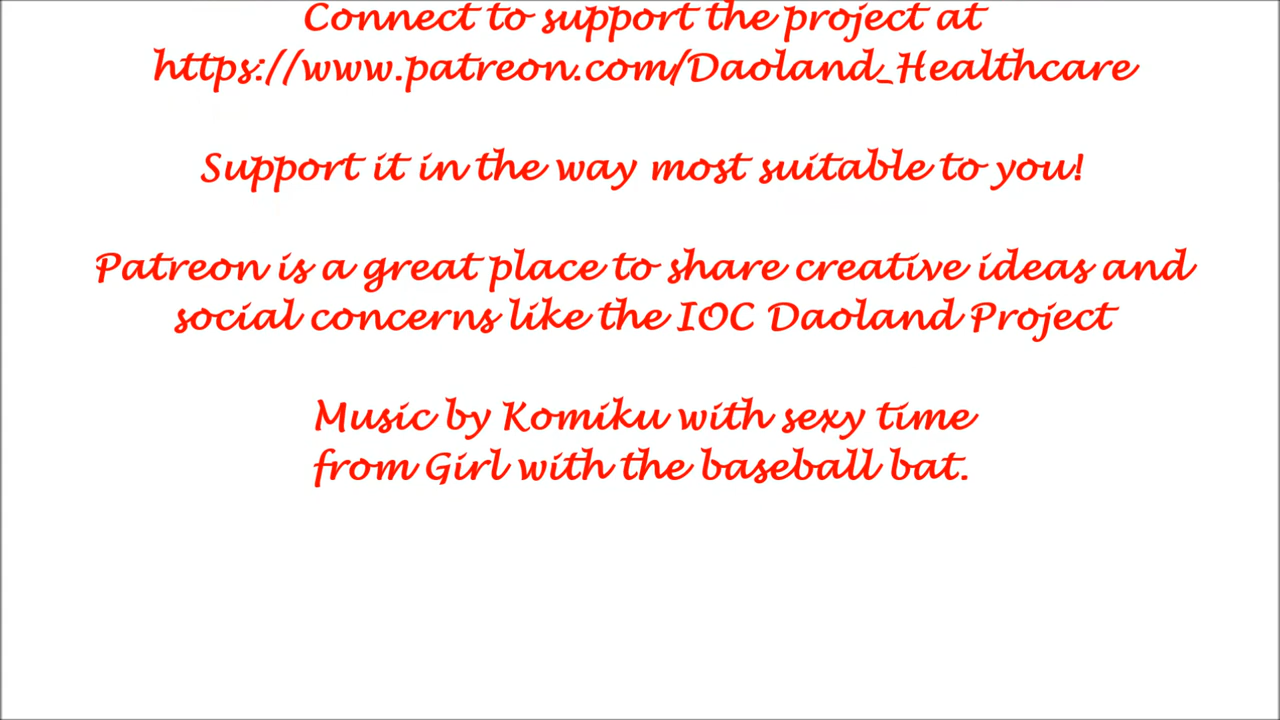 Connect to support the project at
https://www.patreon.com/Daoland_Healthcare
Support it in the way most suitable to you!
Patreon is a great place to share creative ideas and
social concerns like the IOC Daoland Project
Music by Komiku with sexy time
from Girl with the baseball bat.